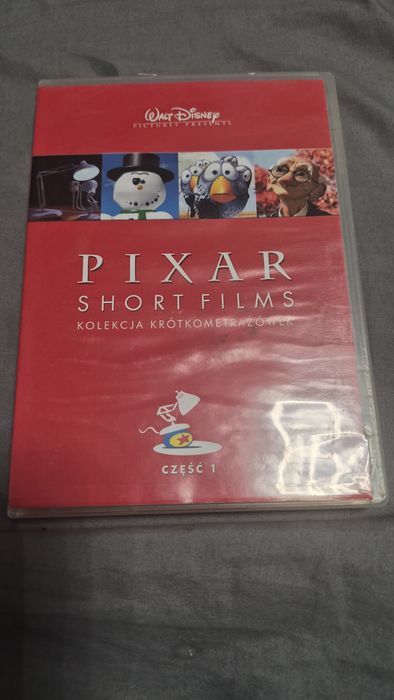 Walt Disney
PICTURES PRESENTS
PIXAR
SHORT FILMS
KOLEKCJA KRÓTKOMETRAŻÓWEK
CZĘŚĆ 1